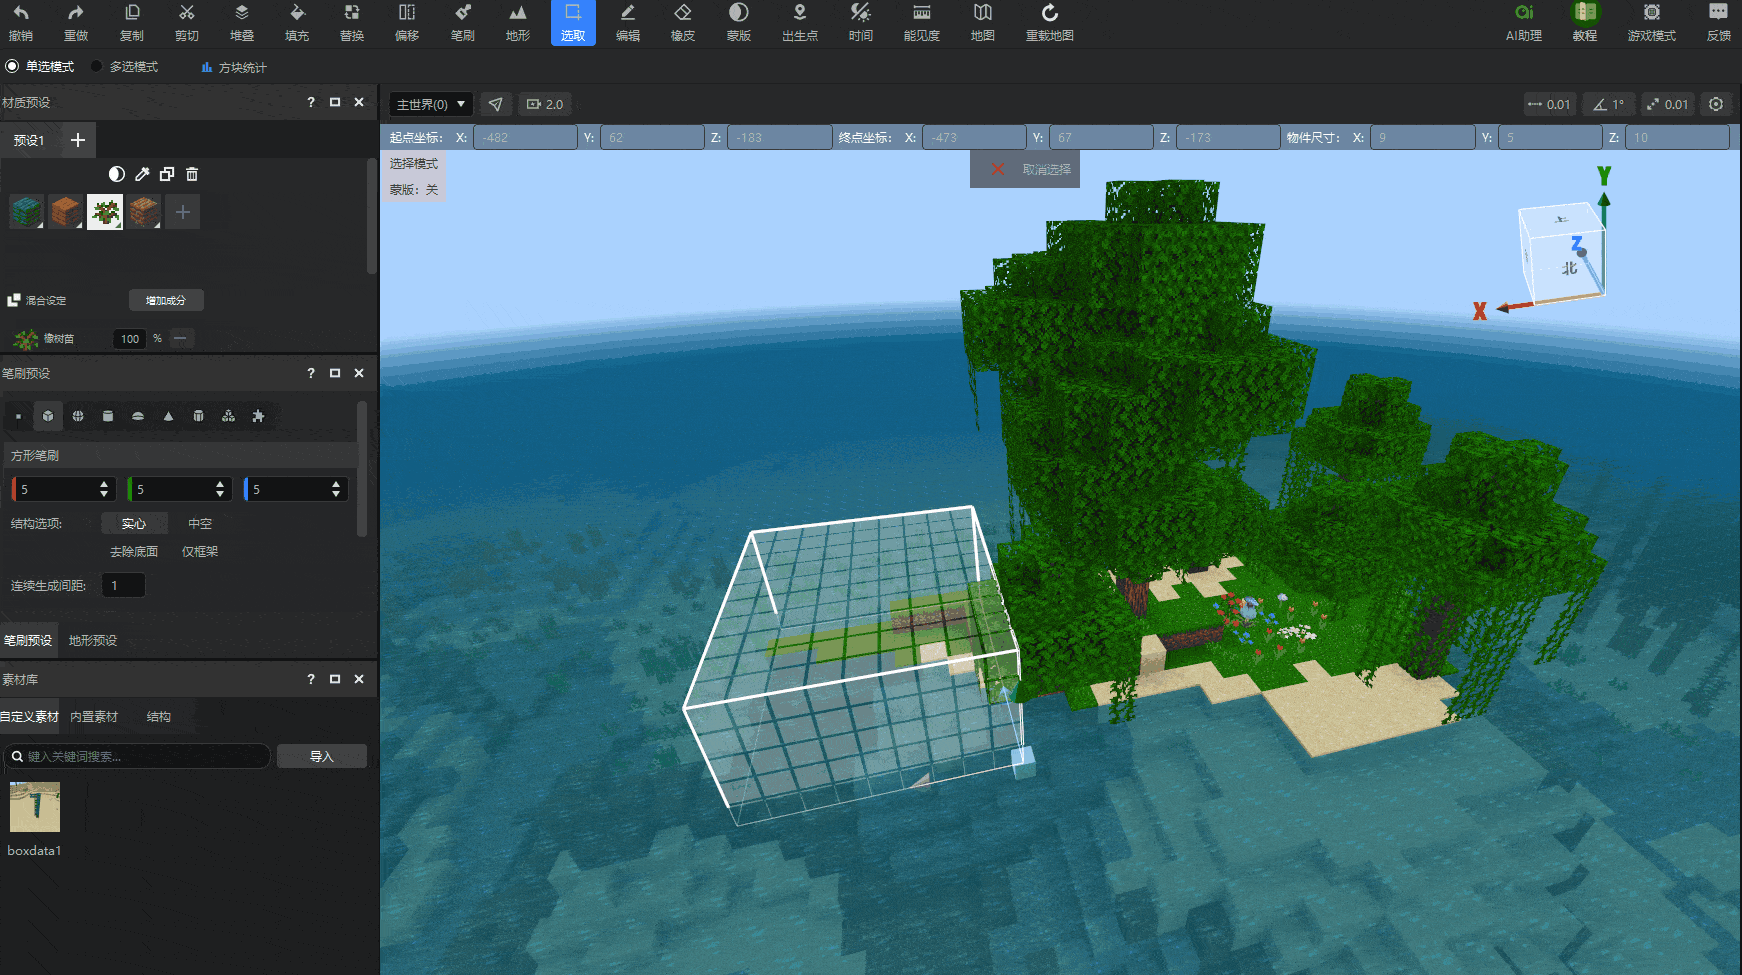 撤销 重做 复制 剪切 堆叠 填充 替换 偏移 笔刷 地形 选取 编辑 橡皮 蒙版 出生点 时间 能见度 地图 重载地图 AI助理 教程 游戏模式 反馈
单选模式 多选模式 方块统计
材质预设 ?
主世界(0) 2.0 0.01 1° 0.01
预设1 +
起点坐标: X: -482 Y: 62 Z: -183 终点坐标: X: -473 Y: 67 Z: -173 物件尺寸: X: 9 Y: 5 Z: 10
选择模式
取消选择
蒙版: 关
Y
Z
上
北
X
混合设定 增加成分
橡树苗 100 %
笔刷预设 ?
方形笔刷
5 5 5
结构选项: 实心 中空
去除底面 仅框架
连续生成间距: 1
笔刷预设 地形预设
素材库 ?
自定义素材 内置素材 结构
键入关键词搜索... 导入
boxdata1